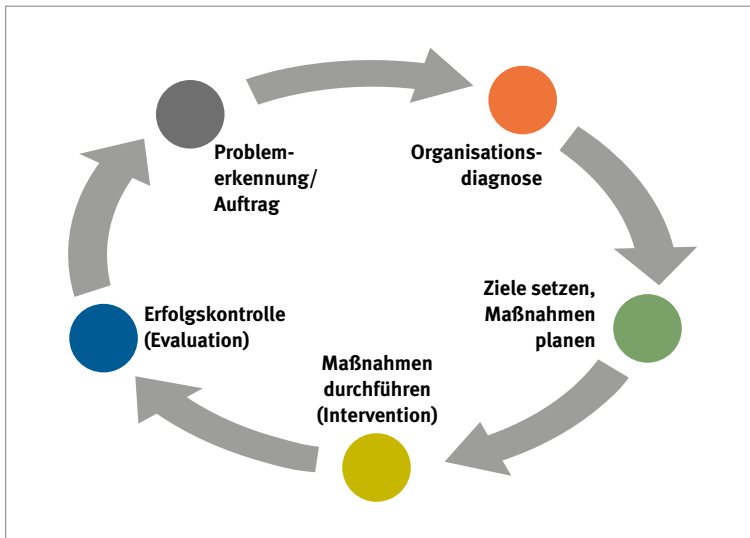 Problem-
erkennung/
Auftrag
Organisations-
diagnose
Ziele setzen,
Maßnahmen
planen
Maßnahmen
durchführen
(Intervention)
Erfolgskontrolle
(Evaluation)